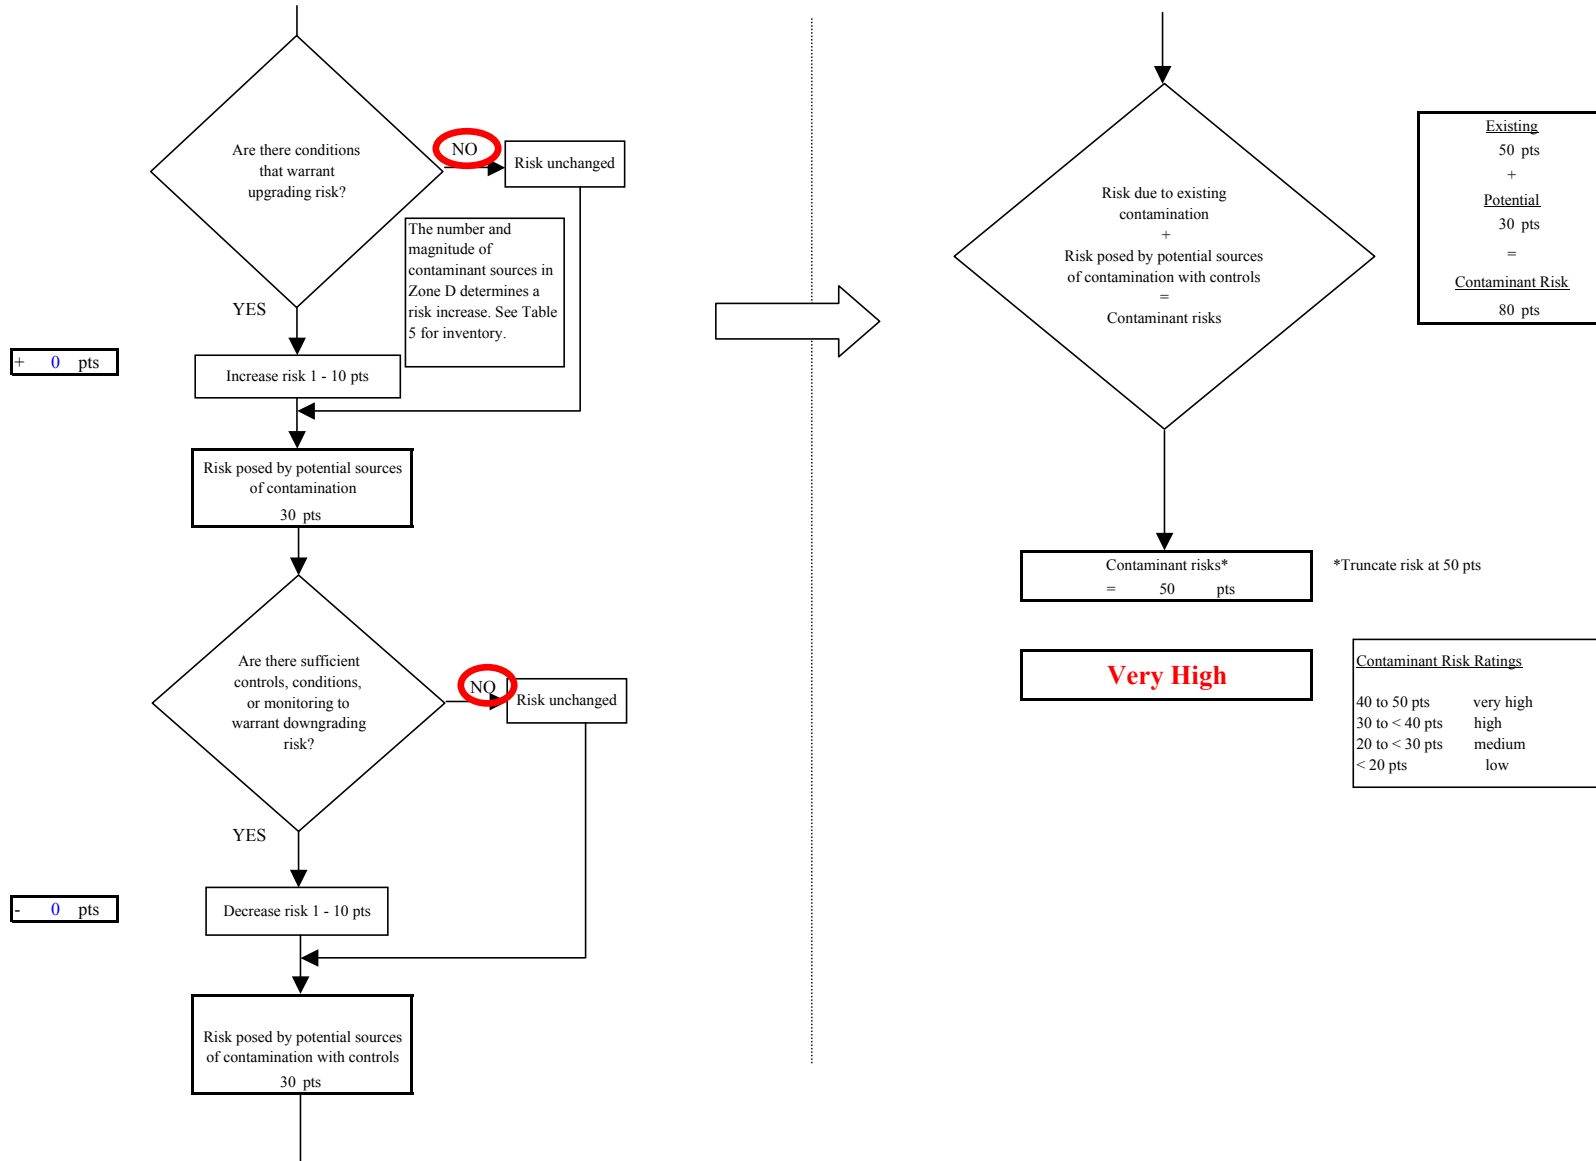 Are there conditions
that warrant
upgrading risk?
NO
Risk unchanged
The number and
magnitude of
contaminant sources in
Zone D determines a
risk increase. See Table
5 for inventory.
YES
+ 0 pts
Increase risk 1 - 10 pts
Risk posed by potential sources
of contamination
30 pts
Are there sufficient
controls, conditions,
or monitoring to
warrant downgrading
risk?
NO
Risk unchanged
YES
- 0 pts
Decrease risk 1 - 10 pts
Risk posed by potential sources
of contamination with controls
30 pts
Risk due to existing
contamination
+
Risk posed by potential sources
of contamination with controls
=
Contaminant risks
Existing
50 pts
+
Potential
30 pts
=
Contaminant Risk
80 pts
Contaminant risks*
= 50 pts
*Truncate risk at 50 pts
Very High
Contaminant Risk Ratings
40 to 50 pts very high
30 to < 40 pts high
20 to < 30 pts medium
< 20 pts low